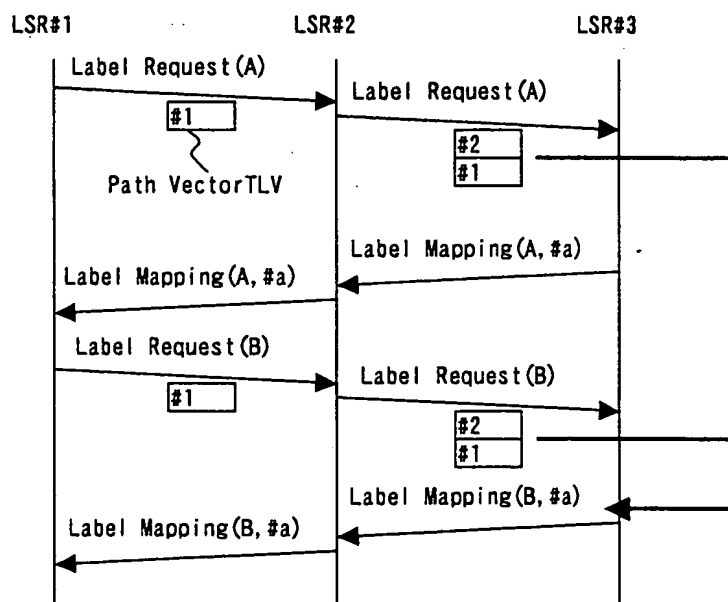 LSR#1 LSR#2 LSR#3
Label Request(A)
Label Request(A)
#1
#2
#1
Path VectorTLV
Label Mapping(A,#a)
Label Mapping(A,#a)
Label Request(B)
Label Request(B)
#1
#2
#1
Label Mapping(B,#a)
Label Mapping(B,#a)